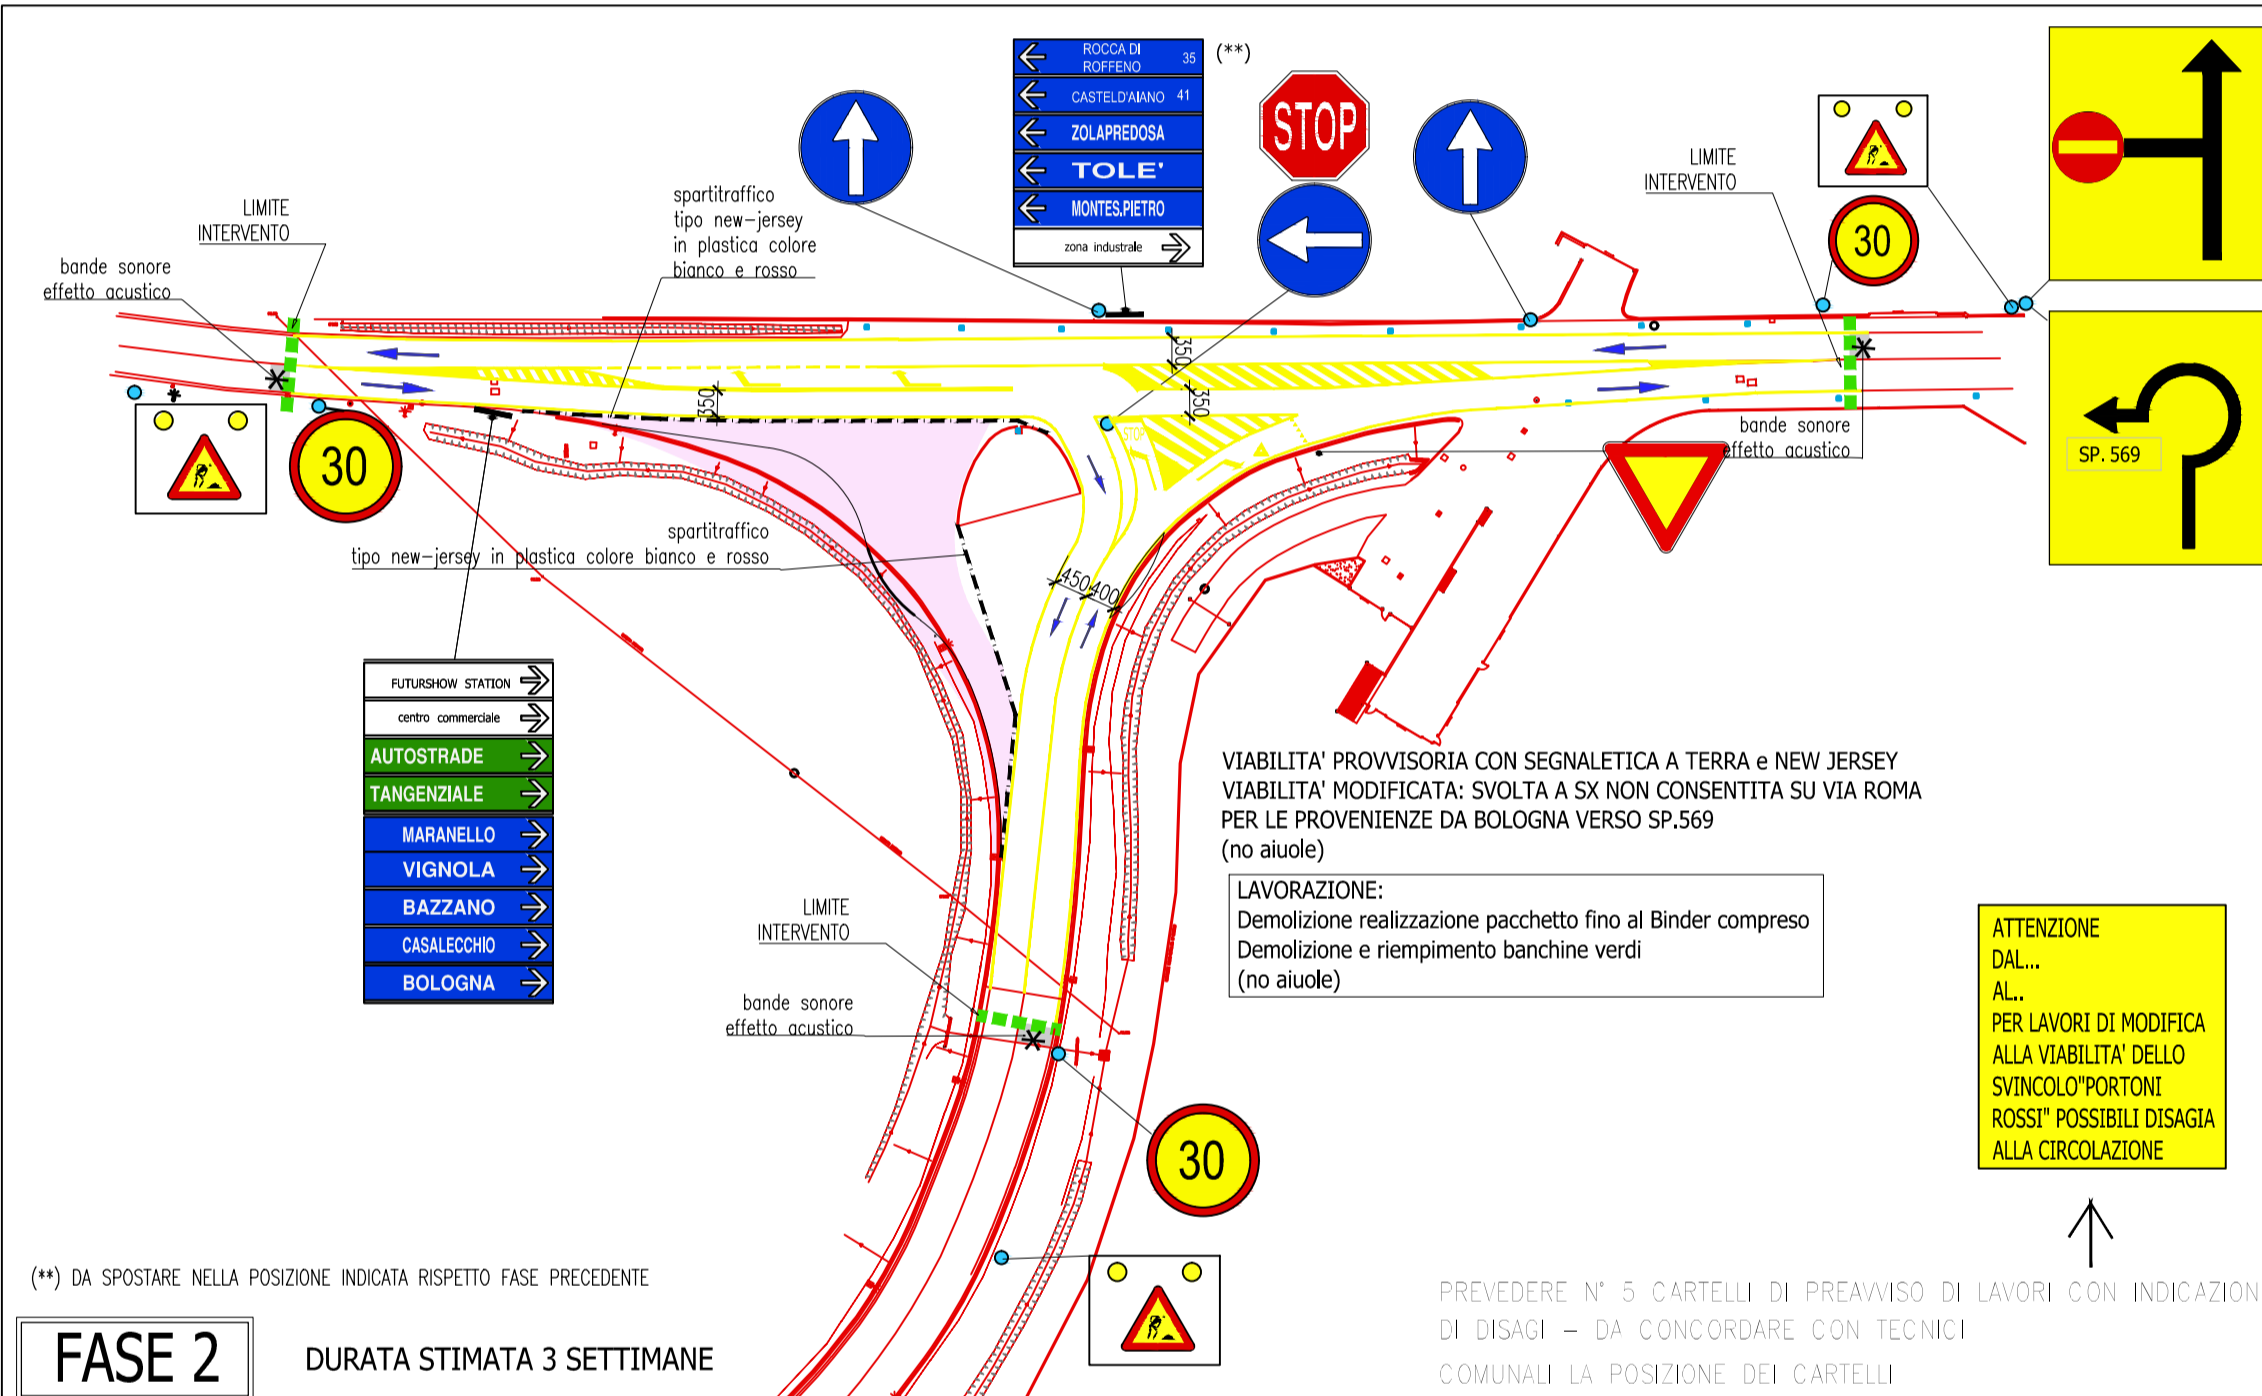 ROCCA DI
ROFFENO 35
(**)
CASTELD'AIANO 41
ZOLAPREDOSA
TOLE'
MONTES.PIETRO
zona industriale
STOP
LIMITE
INTERVENTO
30
LIMITE
INTERVENTO
spartitraffico
tipo new-jersey
in plastica colore
bianco e rosso
bande sonore
effetto acustico
350
350
350
30
STOP
bande sonore
effetto acustico
SP. 569
spartitraffico
tipo new-jersey in plastica colore bianco e rosso
450
400
FUTURSHOW STATION
centro commerciale
AUTOSTRADE
TANGENZIALE
MARANELLO
VIGNOLA
BAZZANO
CASALECCHIO
BOLOGNA
VIABILITA' PROVVISORIA CON SEGNALETICA A TERRA e NEW JERSEY
VIABILITA' MODIFICATA: SVOLTA A SX NON CONSENTITA SU VIA ROMA
PER LE PROVENIENZE DA BOLOGNA VERSO SP.569
(no aiuole)
LAVORAZIONE:
Demolizione realizzazione pacchetto fino al Binder compreso
Demolizione e riempimento banchine verdi
(no aiuole)
LIMITE
INTERVENTO
bande sonore
effetto acustico
ATTENZIONE
DAL...
AL..
PER LAVORI DI MODIFICA
ALLA VIABILITA' DELLO
SVINCOLO"PORTONI
ROSSI" POSSIBILI DISAGIA
ALLA CIRCOLAZIONE
30
(**) DA SPOSTARE NELLA POSIZIONE INDICATA RISPETTO FASE PRECEDENTE
FASE 2
DURATA STIMATA 3 SETTIMANE
PREVEDERE N° 5 CARTELLI DI PREAVVISO DI LAVORI CON INDICAZION
DI DISAGI – DA CONCORDARE CON TECNICI
COMUNALI LA POSIZIONE DEI CARTELLI